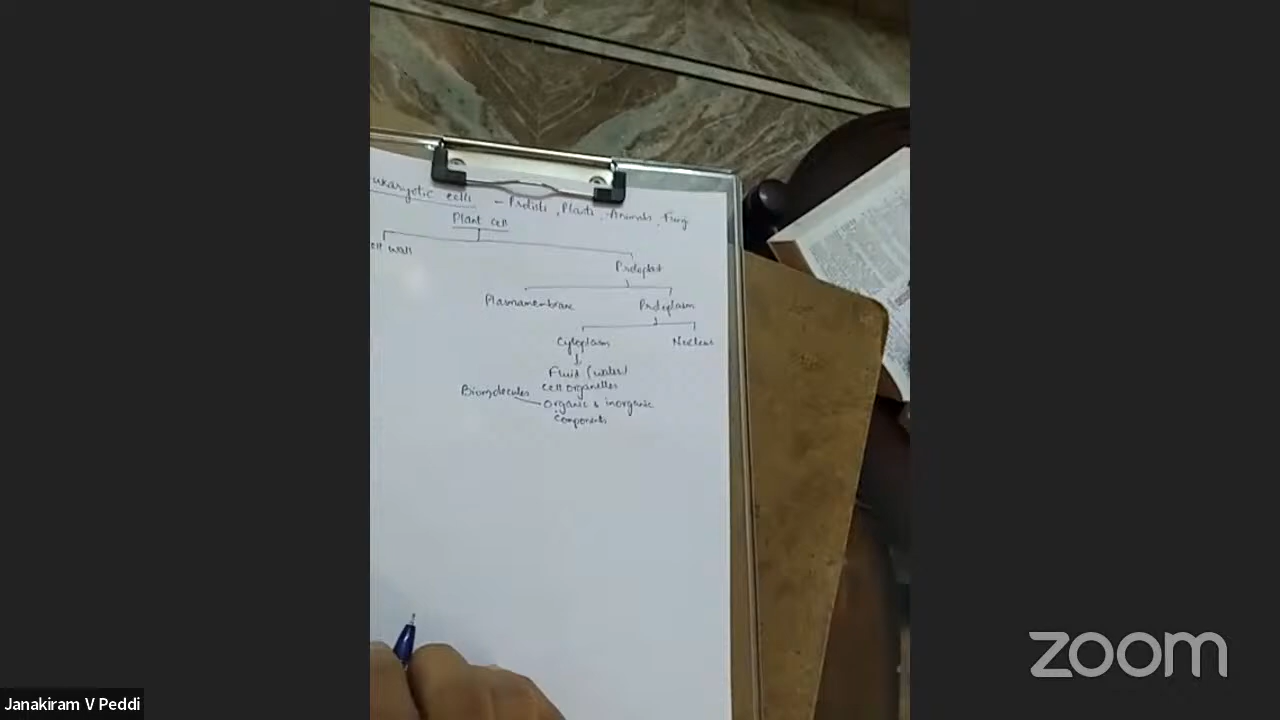 ukaryotic cells - Protists, Plants, Animals, Fungi
Plant cell
ell wall
Protoplast
Plasmamembrane Protoplasm
Cytoplasm Nucleus
Fluid (water)
Biomolecules cell organelles
organic & inorganic
components
zoom
Janakiram V Peddi